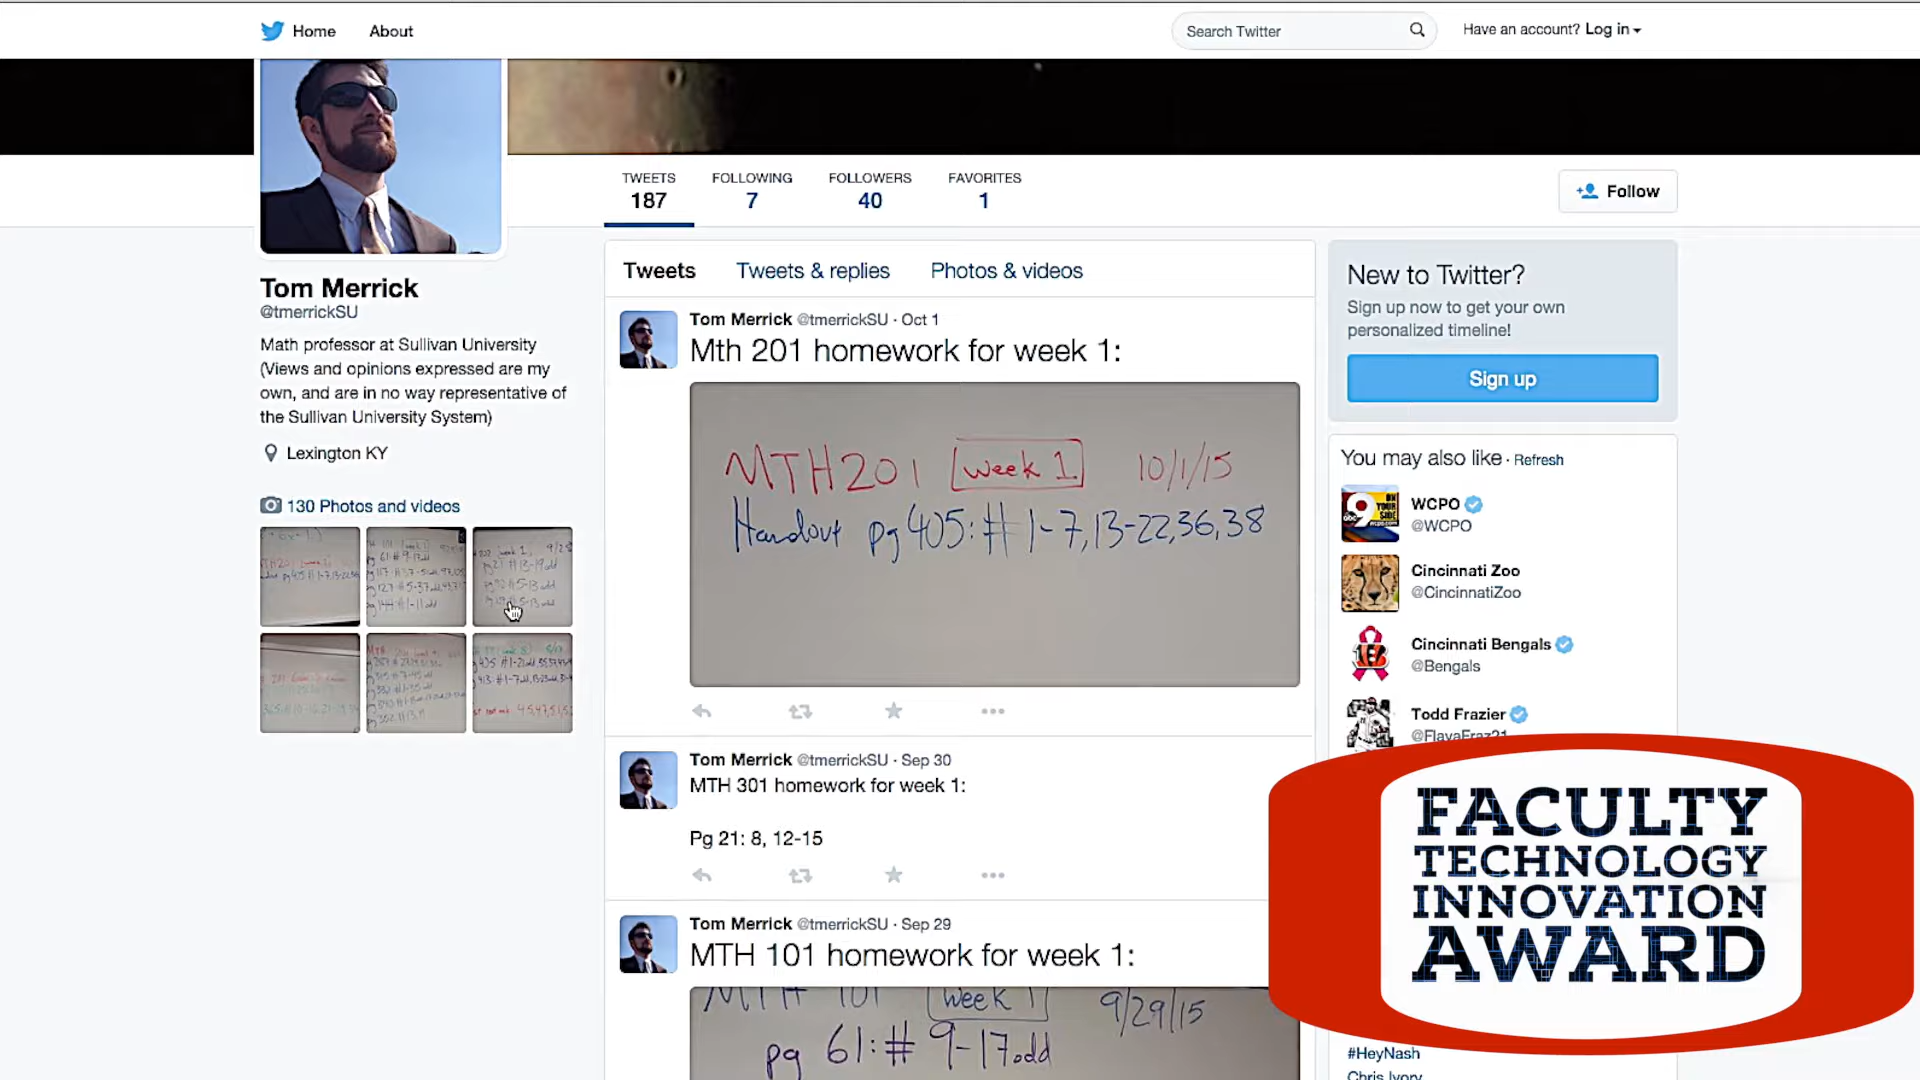 Home About Search Twitter Have an account? Log in
TWEETS FOLLOWING FOLLOWERS FAVORITES
187 7 40 1
Follow
Tom Merrick
@tmerrickSU
Math professor at Sullivan University
(Views and opinions expressed are my
own, and are in no way representative of
the Sullivan University System)
Lexington KY
130 Photos and videos
Tweets Tweets & replies Photos & videos
Tom Merrick @tmerrickSU · Oct 1
Mth 201 homework for week 1:
MTH201 Week 1 10/1/15
Handout pg 405: # 1-7, 13-22, 36, 38
Tom Merrick @tmerrickSU · Sep 30
MTH 301 homework for week 1:
Pg 21: 8, 12-15
Tom Merrick @tmerrickSU · Sep 29
MTH 101 homework for week 1:
MTH 101 Week 1 9/29/15
pg 61: # 9-17 odd
New to Twitter?
Sign up now to get your own
personalized timeline!
Sign up
You may also like · Refresh
WCPO
@WCPO
9
Cincinnati Zoo
@CincinnatiZoo
Cincinnati Bengals
@Bengals
Todd Frazier
@FlavaFraz21
FACULTY
TECHNOLOGY
INNOVATION
AWARD
#HeyNash
Chris Ivory